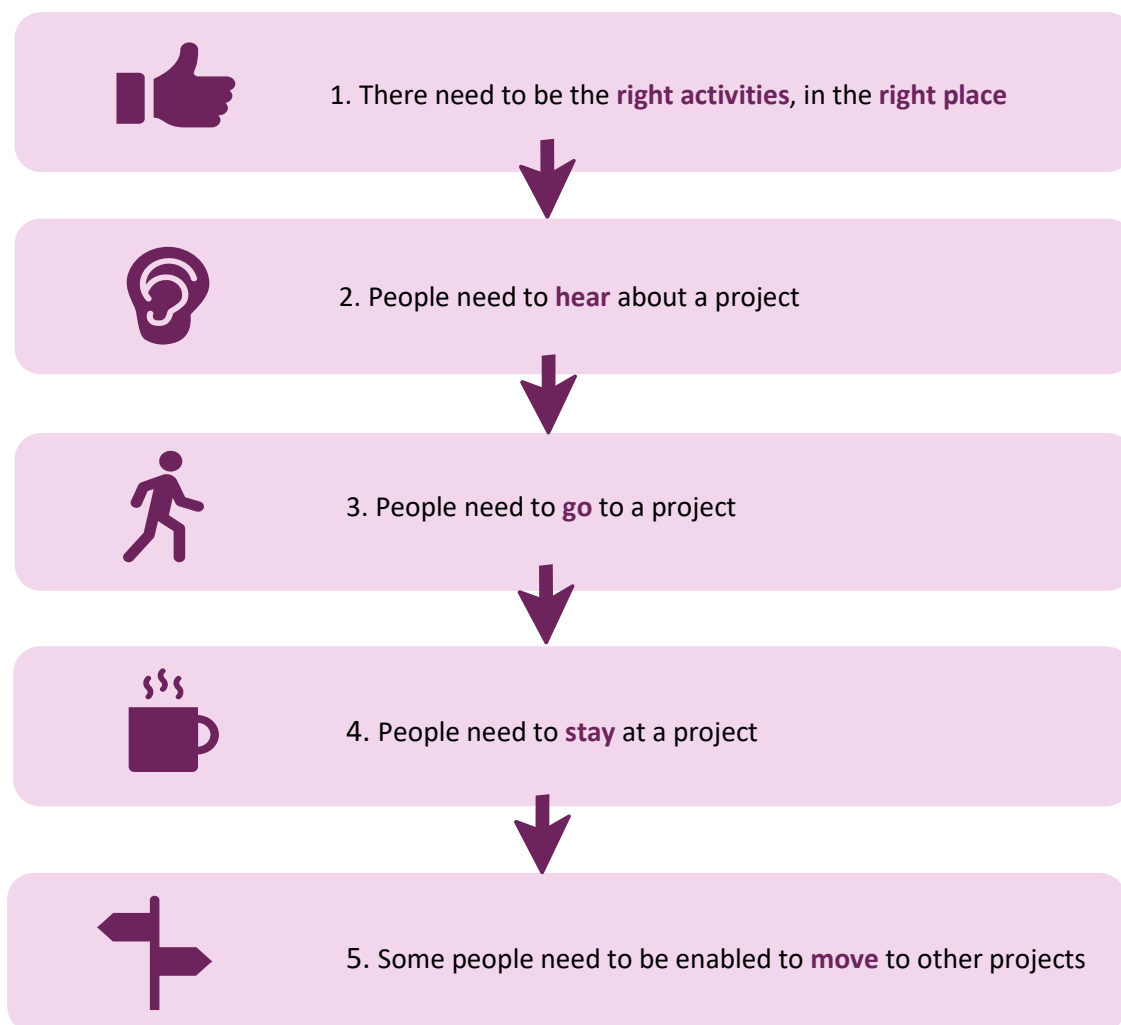 1. There need to be the right activities, in the right place
2. People need to hear about a project
3. People need to go to a project
4. People need to stay at a project
5. Some people need to be enabled to move to other projects